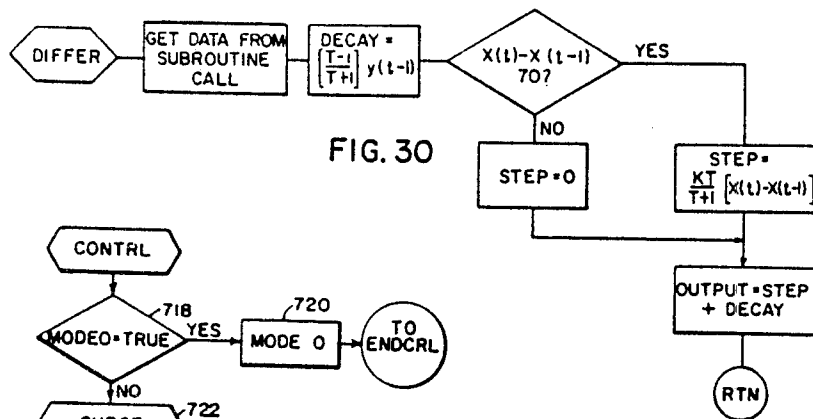 DIFFER
GET DATA FROM
SUBROUTINE
CALL
DECAY =
[T-1/T+1] y(t-1)
X(t)-X(t-1)
70?
YES
NO
FIG. 30
STEP=0
STEP=
KT/T+1 [X(t)-X(t-1)]
OUTPUT=STEP
+ DECAY
RTN
CONTRL
718
MODE0=TRUE
YES
720
MODE 0
TO
ENDCRL
NO
722